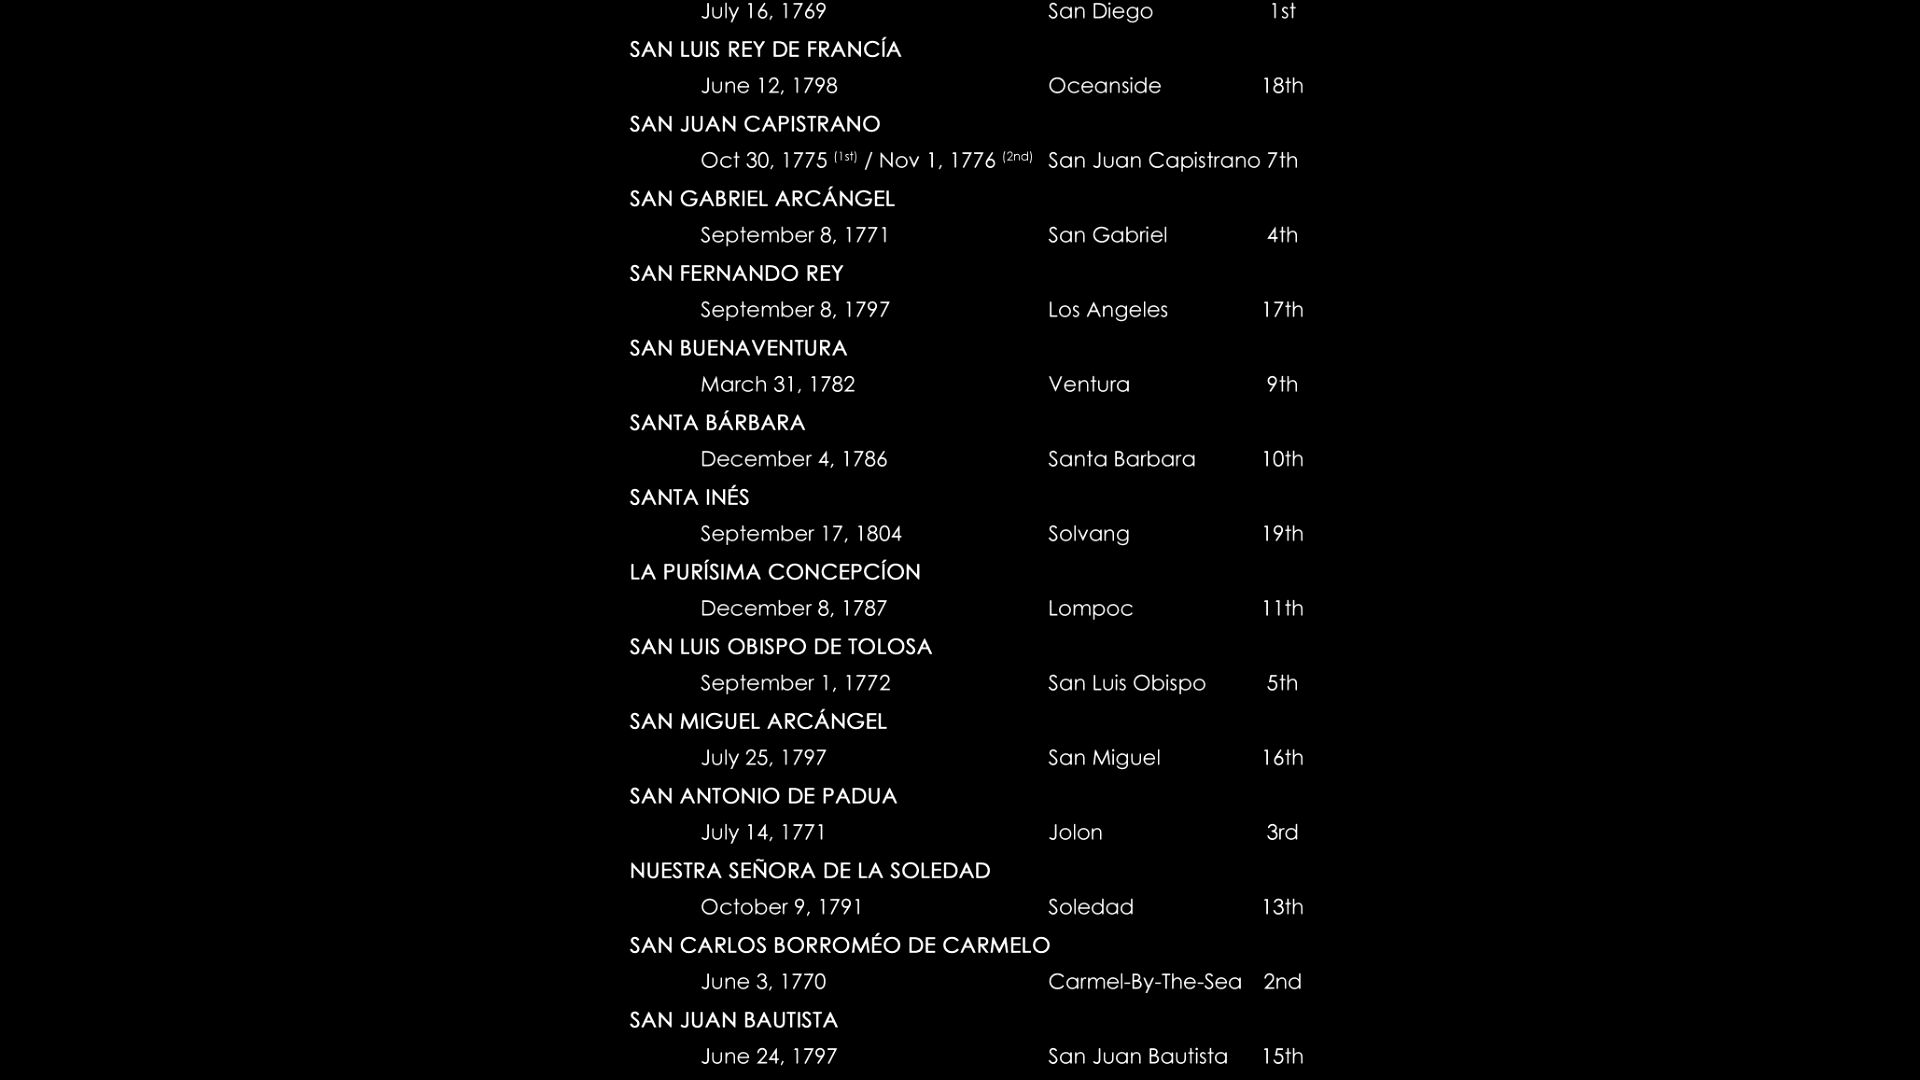 July 16, 1769 San Diego 1st
SAN LUIS REY DE FRANCÍA
June 12, 1798 Oceanside 18th
SAN JUAN CAPISTRANO
Oct 30, 1775 (1st) / Nov 1, 1776 (2nd) San Juan Capistrano 7th
SAN GABRIEL ARCÁNGEL
September 8, 1771 San Gabriel 4th
SAN FERNANDO REY
September 8, 1797 Los Angeles 17th
SAN BUENAVENTURA
March 31, 1782 Ventura 9th
SANTA BÁRBARA
December 4, 1786 Santa Barbara 10th
SANTA INÉS
September 17, 1804 Solvang 19th
LA PURÍSIMA CONCEPCÍON
December 8, 1787 Lompoc 11th
SAN LUIS OBISPO DE TOLOSA
September 1, 1772 San Luis Obispo 5th
SAN MIGUEL ARCÁNGEL
July 25, 1797 San Miguel 16th
SAN ANTONIO DE PADUA
July 14, 1771 Jolon 3rd
NUESTRA SEÑORA DE LA SOLEDAD
October 9, 1791 Soledad 13th
SAN CARLOS BORROMÉO DE CARMELO
June 3, 1770 Carmel-By-The-Sea 2nd
SAN JUAN BAUTISTA
June 24, 1797 San Juan Bautista 15th